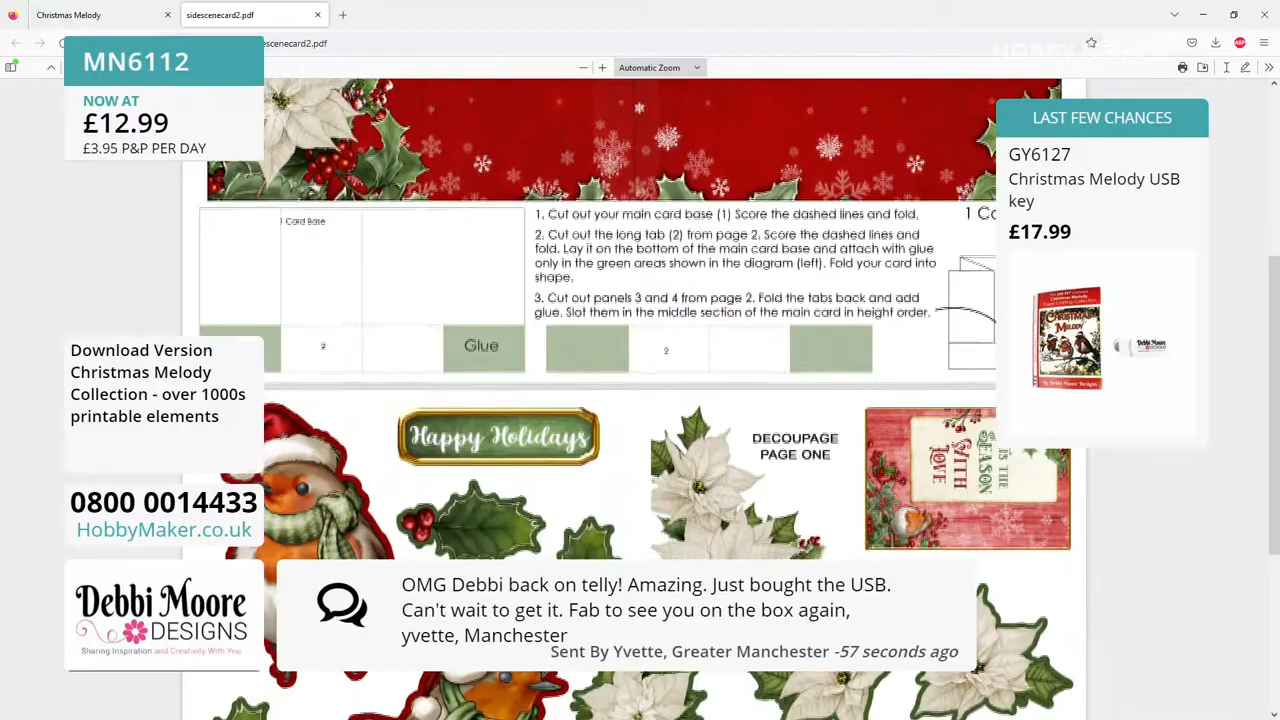 Christmas Melody
sidescenecard2.pdf
scenecard2.pdf
Automatic Zoom
MN6112
NOW AT
£12.99
£3.95 P&P PER DAY
LAST FEW CHANCES
GY6127
Christmas Melody USB
key
£17.99
CHRISTMAS
MELODY
Card Base
1. Cut out your main card base (1) Score the dashed lines and fold.
2. Cut out the long tab (2) from page 2. Score the dashed lines and
fold. Lay it on the bottom of the main card base and attach with glue
only in the green areas shown in the diagram (left). Fold your card into
shape.
3. Cut out panels 3 and 4 from page 2. Fold the tabs back and add
glue. Slot them in the middle section of the main card in height order.
2
Glue
2
Download Version
Christmas Melody
Collection - over 1000s
printable elements
Happy Holidays
DECOUPAGE
PAGE ONE
SEASON
WITH
LOVE
0800 0014433
HobbyMaker.co.uk
Debbi Moore
DESIGNS
Sharing Inspiration and Creativity With You
OMG Debbi back on telly! Amazing. Just bought the USB.
Can't wait to get it. Fab to see you on the box again,
yvette, Manchester
Sent By Yvette, Greater Manchester -57 seconds ago